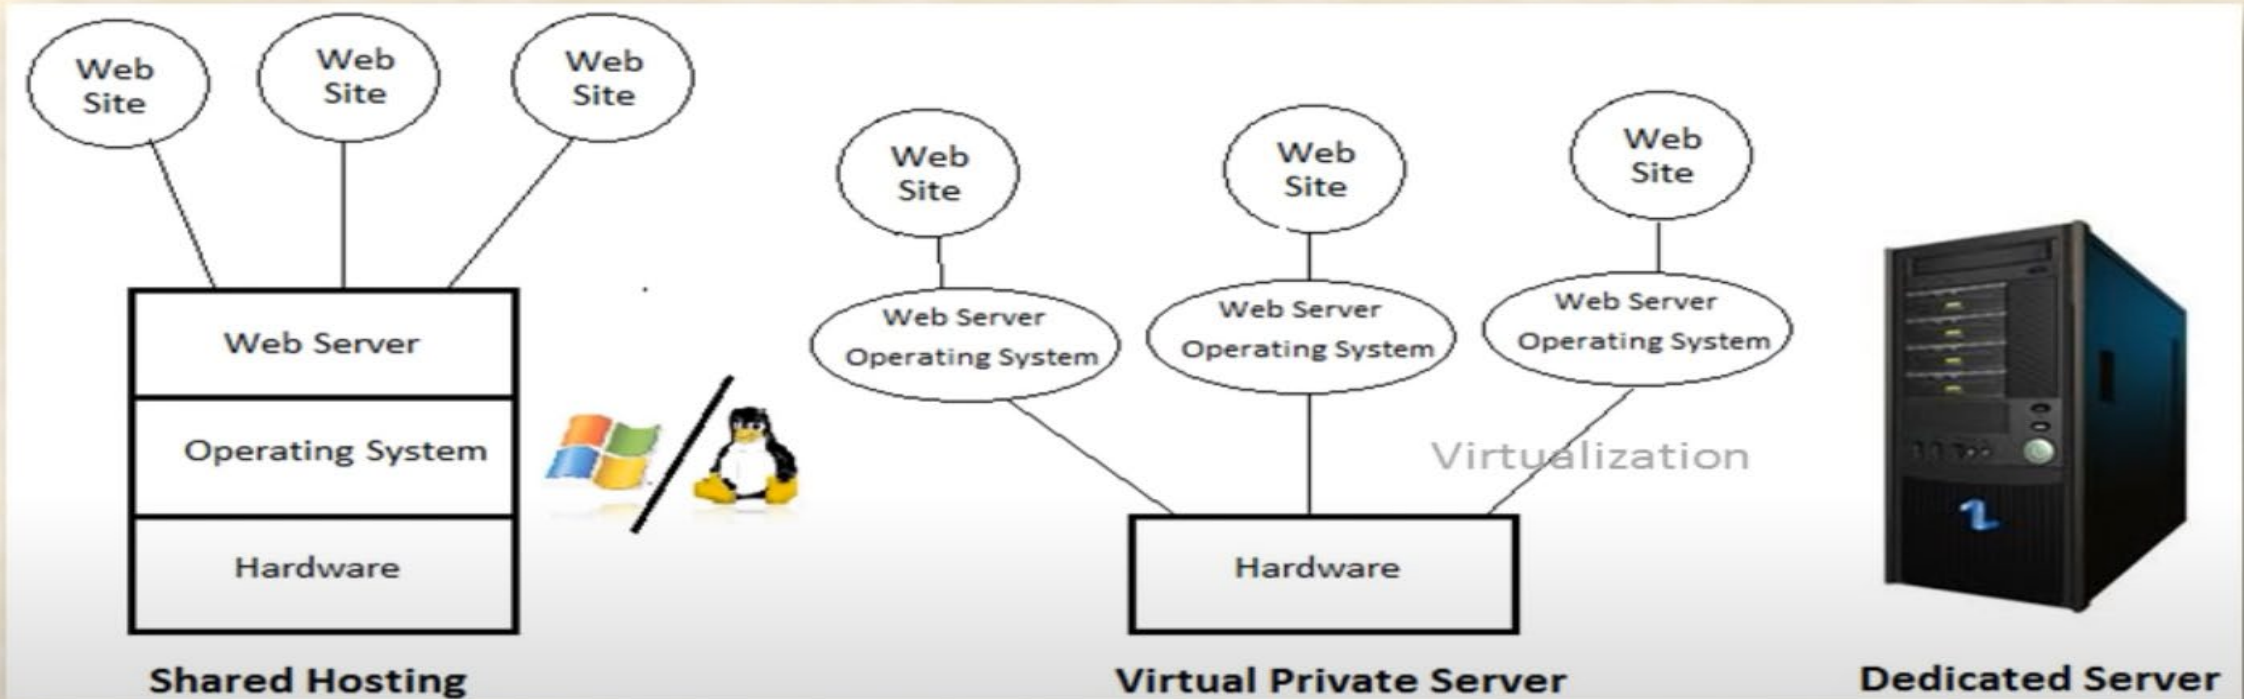 Web
Site
Web
Site
Web
Site
Web Server
Operating System
Hardware
Shared Hosting
Web
Site
Web
Site
Web
Site
Web Server
Operating System
Web Server
Operating System
Web Server
Operating System
Virtualization
Hardware
Virtual Private Server
Dedicated Server